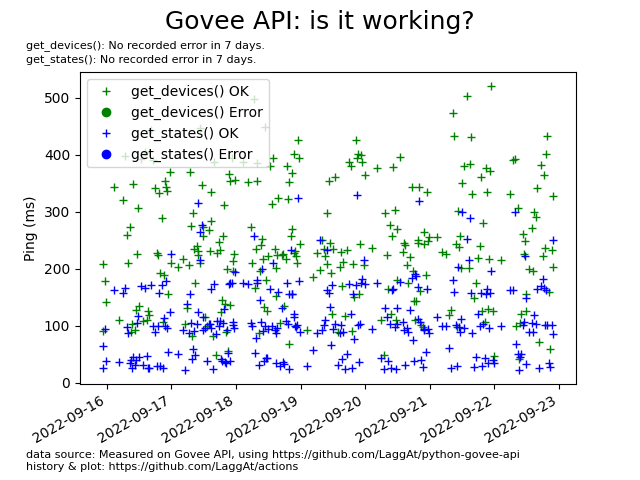 Govee API: is it working?
get_devices(): No recorded error in 7 days.
get_states(): No recorded error in 7 days.
get_devices() OK
get_devices() Error
get_states() OK
get_states() Error
Ping (ms)
500
400
300
200
100
0
2022-09-16
2022-09-17
2022-09-18
2022-09-19
2022-09-20
2022-09-21
2022-09-22
2022-09-23
data source: Measured on Govee API, using https://github.com/LaggAt/python-govee-api
history & plot: https://github.com/LaggAt/actions